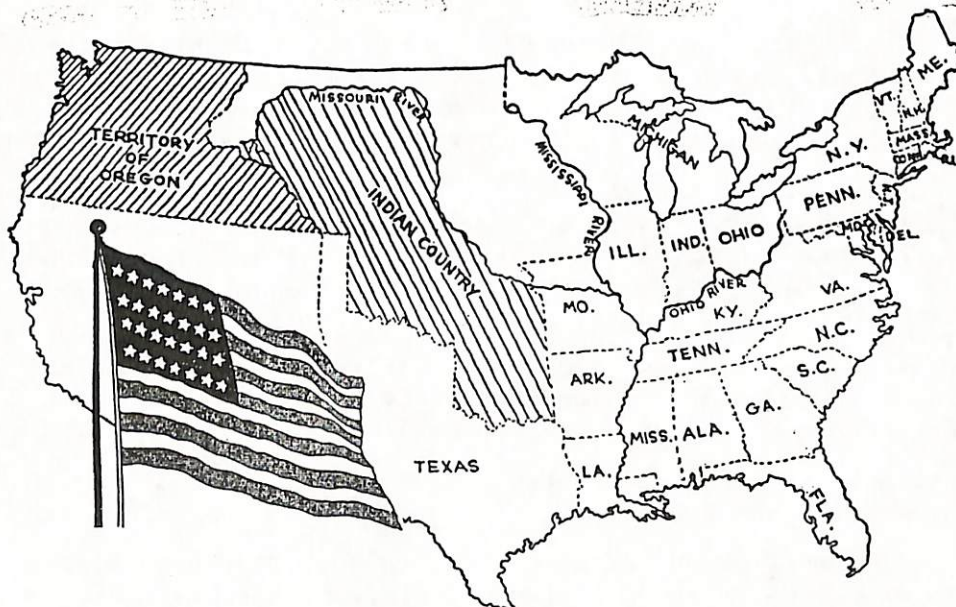 MISSOURI RIVER
TERRITORY
OF
OREGON
INDIAN COUNTRY
MISSISSIPPI RIVER
MICHIGAN
ME.
VT.
N.H.
MASS
CONN
R.I.
N.Y.
PENN.
N.J.
MD.
DEL.
ILL.
IND.
OHIO
OHIO RIVER
KY.
VA.
MO.
TENN.
N.C.
S.C.
ARK.
MISS.
ALA.
GA.
TEXAS
LA.
FLA.